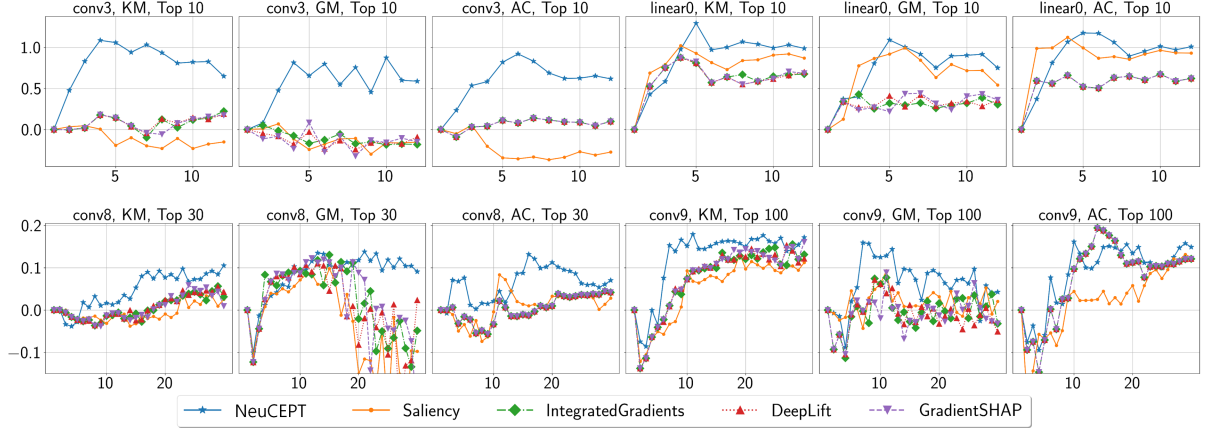 conv3, KM, Top 10
conv3, GM, Top 10
conv3, AC, Top 10
linear0, KM, Top 10
linear0, GM, Top 10
linear0, AC, Top 10
1.0
0.5
0.0
5 10
5 10
5 10
5 10
5 10
5 10
conv8, KM, Top 30
conv8, GM, Top 30
conv8, AC, Top 30
conv9, KM, Top 100
conv9, GM, Top 100
conv9, AC, Top 100
0.2
0.1
0.0
−0.1
10 20
10 20
10 20
10 20
10 20
10 20
NeuCEPT Saliency IntegratedGradients DeepLift GradientSHAP